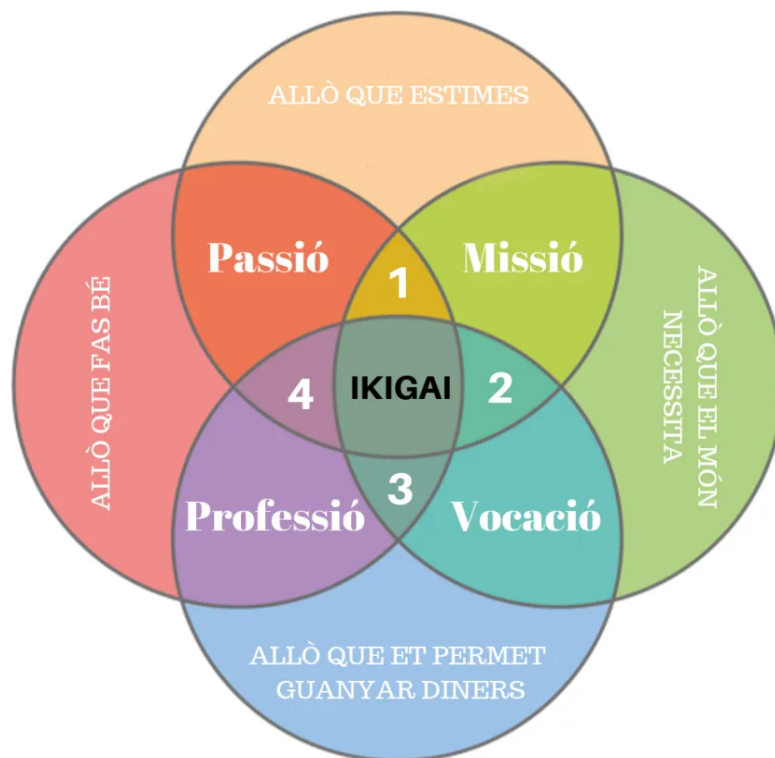 ALLÒ QUE ESTIMES
Passió
Missió
1
ALLÒ QUE FAS BÉ
ALLÒ QUE EL MÓN
NECESSITA
4
IKIGAI
2
3
Professió
Vocació
ALLÒ QUE ET PERMET
GUANYAR DINERS